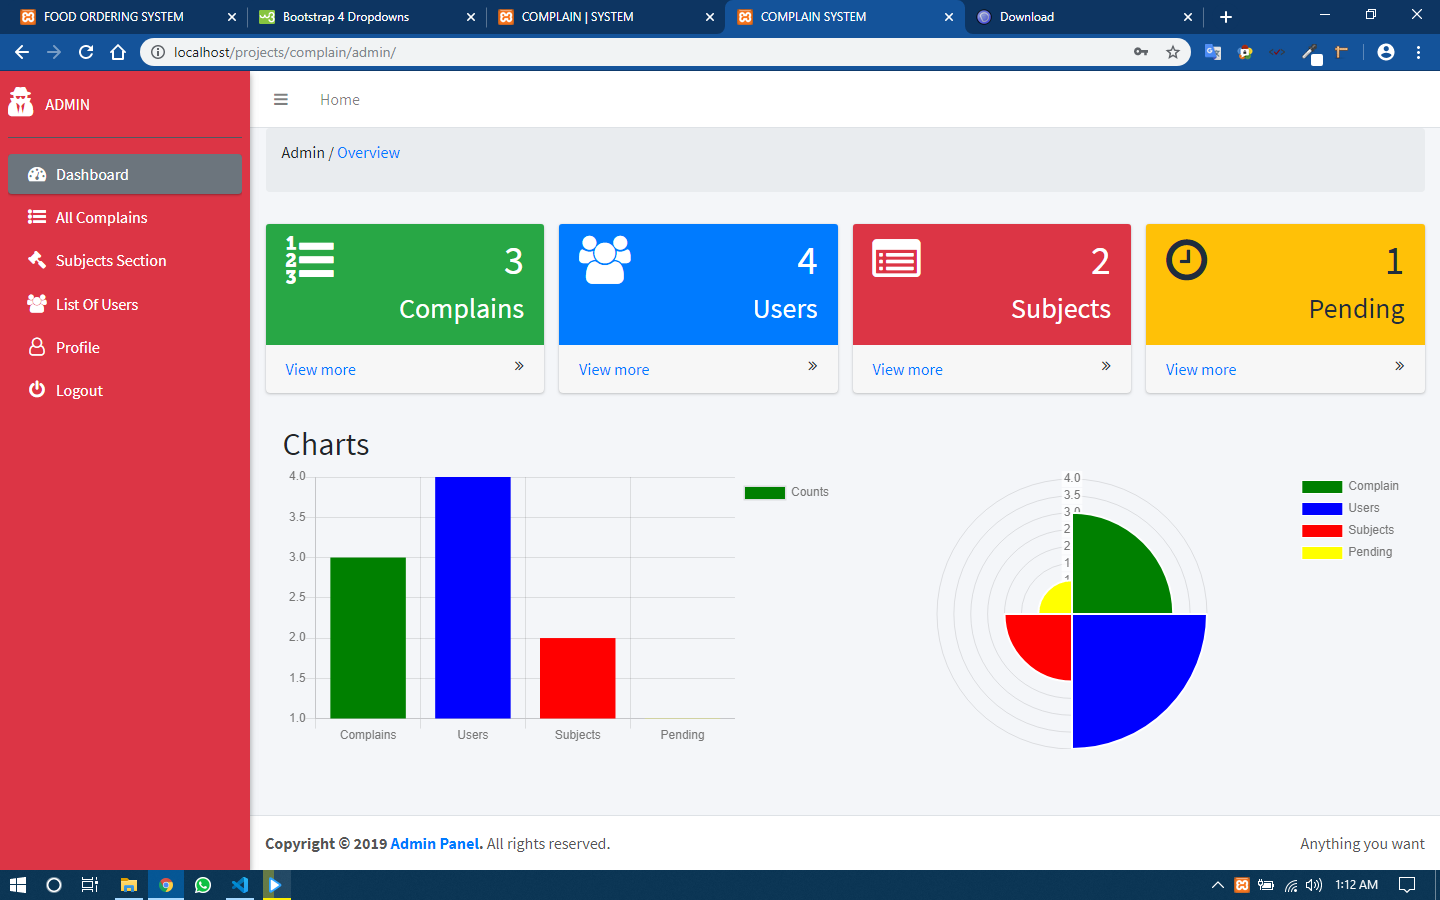 FOOD ORDERING SYSTEM
Bootstrap 4 Dropdowns
COMPLAIN | SYSTEM
COMPLAIN SYSTEM
Download
localhost/projects/complain/admin/
ADMIN
Home
Admin / Overview
Dashboard
All Complains
Subjects Section
List Of Users
Profile
Logout
3
Complains
View more
4
Users
View more
2
Subjects
View more
1
Pending
View more
Charts
4.0
3.5
3.0
2.5
2.0
1.5
1.0
Complains
Users
Subjects
Pending
Counts
4.0
3.5
3.0
2
2
1
1
Complain
Users
Subjects
Pending
Copyright © 2019 Admin Panel. All rights reserved.
Anything you want
1:12 AM